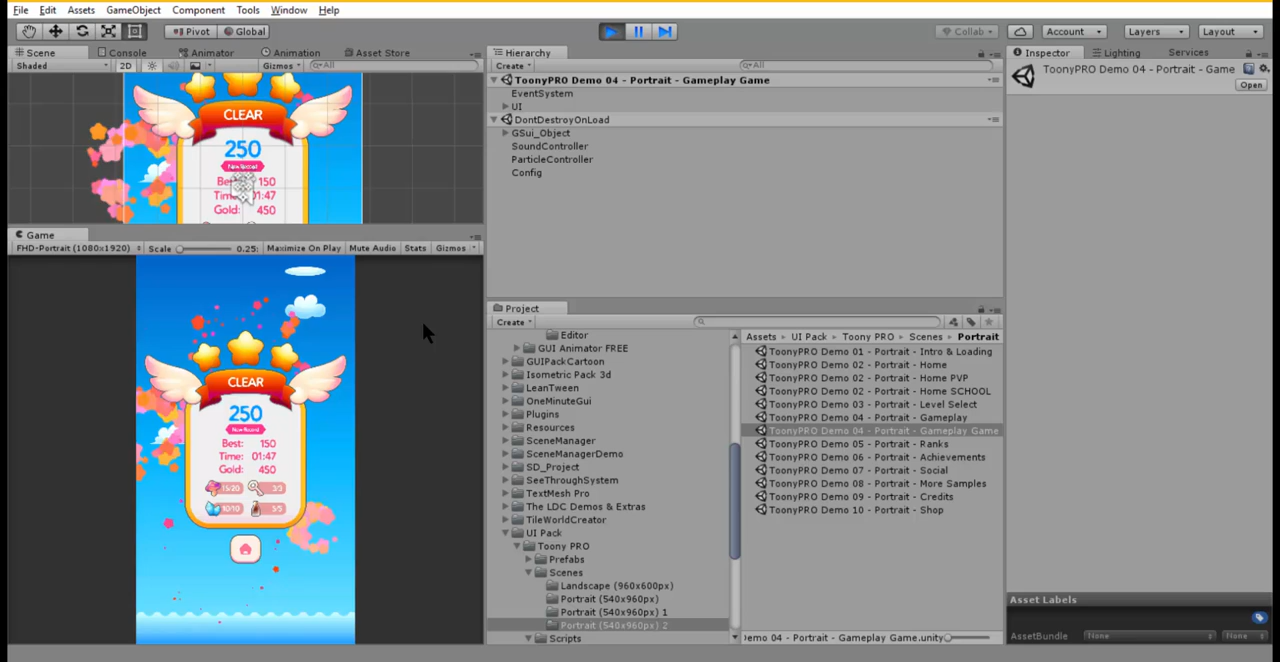 File Edit Assets GameObject Component Tools Window Help
Pivot Global Collab Account Layers Layout
Scene Console Animator Animation Asset Store
Shaded 2D Gizmos All
CLEAR
250
New Record
Best: 150
Time: 01:47
Gold: 450
Game
FHD-Portrait (1080x1920) Scale 0.25: Maximize On Play Mute Audio Stats Gizmos
CLEAR
250
New Record
Best: 150
Time: 01:47
Gold: 450
15/20 3/5
10/10 5/5
Hierarchy
Create All
ToonyPRO Demo 04 - Portrait - Gameplay Game
EventSystem
UI
DontDestroyOnLoad
GSui_Object
SoundController
ParticleController
Config
Project
Create
Editor
GUI Animator FREE
GUIPackCartoon
Isometric Pack 3d
LeanTween
OneMinuteGui
Plugins
Resources
SceneManager
SceneManagerDemo
SD_Project
SeeThroughSystem
TextMesh Pro
The LDC Demos & Extras
TileWorldCreator
UI Pack
Toony PRO
Prefabs
Scenes
Landscape (960x600px)
Portrait (540x960px)
Portrait (540x960px) 1
Portrait (540x960px) 2
Scripts
Assets UI Pack Toony PRO Scenes Portrait
ToonyPRO Demo 01 - Portrait - Intro & Loading
ToonyPRO Demo 02 - Portrait - Home
ToonyPRO Demo 02 - Portrait - Home PVP
ToonyPRO Demo 02 - Portrait - Home SCHOOL
ToonyPRO Demo 03 - Portrait - Level Select
ToonyPRO Demo 04 - Portrait - Gameplay
ToonyPRO Demo 04 - Portrait - Gameplay Game
ToonyPRO Demo 05 - Portrait - Ranks
ToonyPRO Demo 06 - Portrait - Achievements
ToonyPRO Demo 07 - Portrait - Social
ToonyPRO Demo 08 - Portrait - More Samples
ToonyPRO Demo 09 - Portrait - Credits
ToonyPRO Demo 10 - Portrait - Shop
emo 04 - Portrait - Gameplay Game.unity
Inspector Lighting Services
ToonyPRO Demo 04 - Portrait - Game
Open
Asset Labels
AssetBundle None None